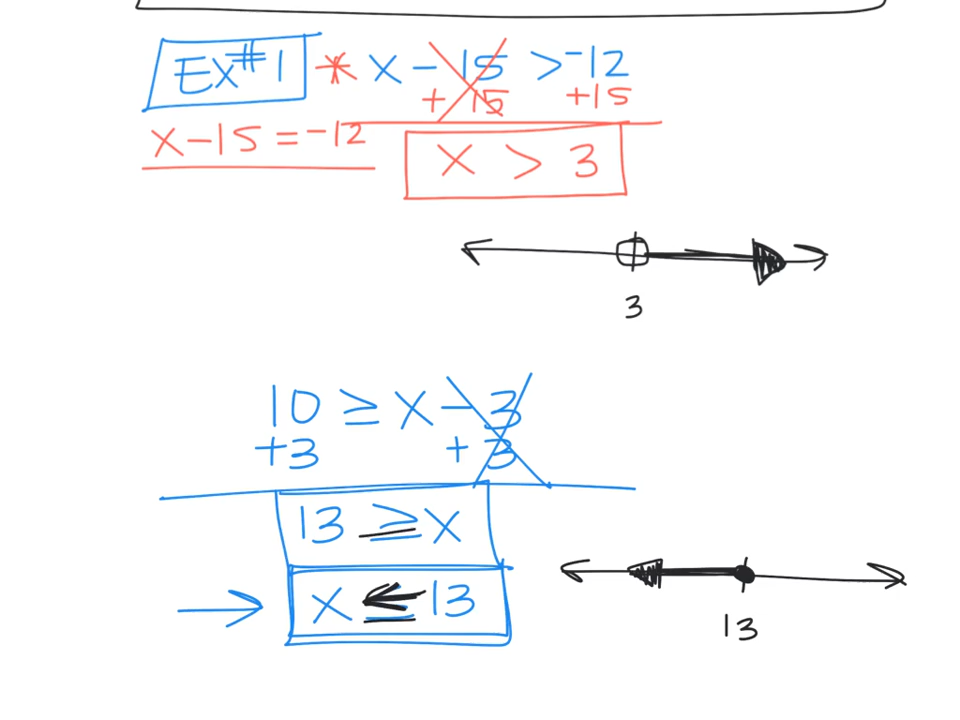 Ex#1 * x - 15 > -12
+ 15 +15
x - 15 = -12
x > 3
3
10 ≥ x - 3
+3 + 3
13 ≥ x
x ≤ 13
13